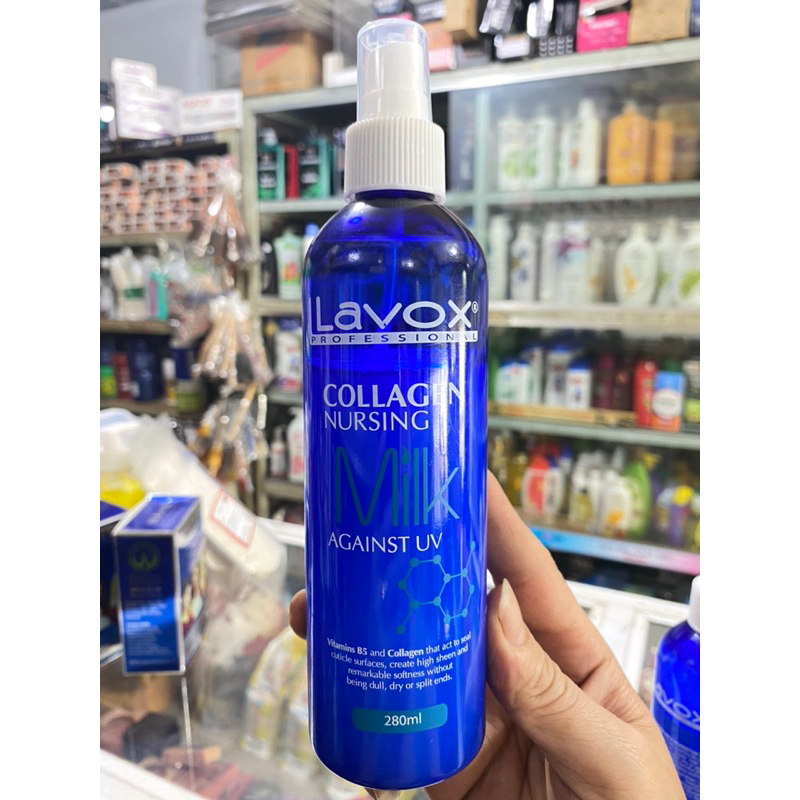 Lavox®
PROFESSIONAL
COLLAGEN
NURSING
Milk
AGAINST UV
Vitamins B5 and Collagen that act to seal
cuticle surfaces, create high sheen and
remarkable softness without
being dull, dry or split ends.
280ml